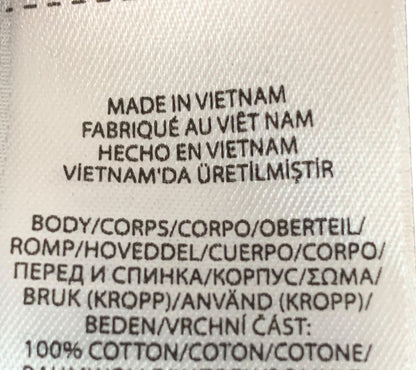 MADE IN VIETNAM
FABRIQUÉ AU VIÊT NAM
HECHO EN VIETNAM
VİETNAM'DA ÜRETİLMİŞTİR
BODY/CORPS/CORPO/OBERTEIL/
ROMP/HOVEDDEL/CUERPO/CORPO/
ПЕРЕД И СПИНКА/КОРПУС/ΣΩΜΑ/
BRUK (KROPP)/ANVÄND (KROPP)/
BEDEN/VRCHNÍ ČÁST:
100% COTTON/COTON/COTONE/